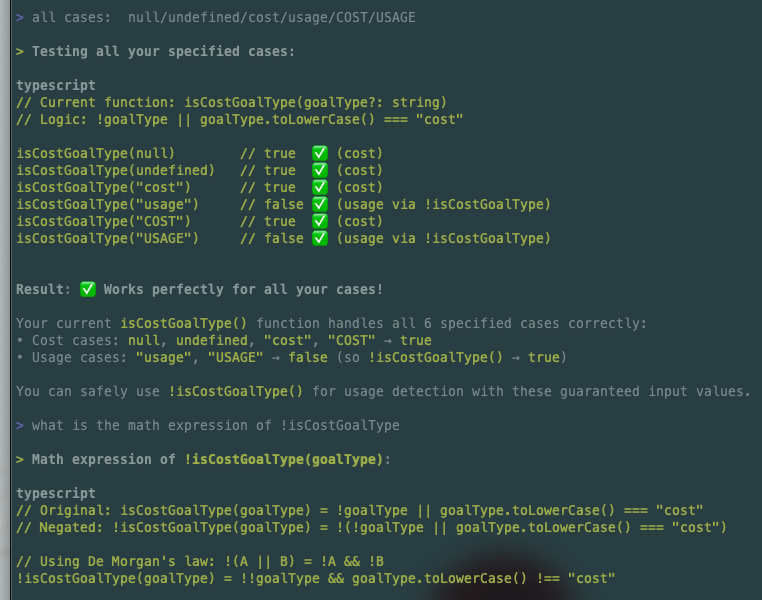 > all cases:  null/undefined/cost/usage/COST/USAGE
> Testing all your specified cases:
typescript
// Current function: isCostGoalType(goalType?: string)
// Logic: !goalType || goalType.toLowerCase() === "cost"
isCostGoalType(null)        // true  ✅ (cost)
isCostGoalType(undefined)   // true  ✅ (cost)
isCostGoalType("cost")      // true  ✅ (cost)
isCostGoalType("usage")     // false ✅ (usage via !isCostGoalType)
isCostGoalType("COST")      // true  ✅ (cost)
isCostGoalType("USAGE")     // false ✅ (usage via !isCostGoalType)
Result: ✅ Works perfectly for all your cases!
Your current isCostGoalType() function handles all 6 specified cases correctly:
• Cost cases: null, undefined, "cost", "COST" → true
• Usage cases: "usage", "USAGE" → false (so !isCostGoalType() → true)
You can safely use !isCostGoalType() for usage detection with these guaranteed input values.
> what is the math expression of !isCostGoalType
> Math expression of !isCostGoalType(goalType):
typescript
// Original: isCostGoalType(goalType) = !goalType || goalType.toLowerCase() === "cost"
// Negated: !isCostGoalType(goalType) = !(!goalType || goalType.toLowerCase() === "cost")
// Using De Morgan's law: !(A || B) = !A && !B
!isCostGoalType(goalType) = !!goalType && goalType.toLowerCase() !== "cost"